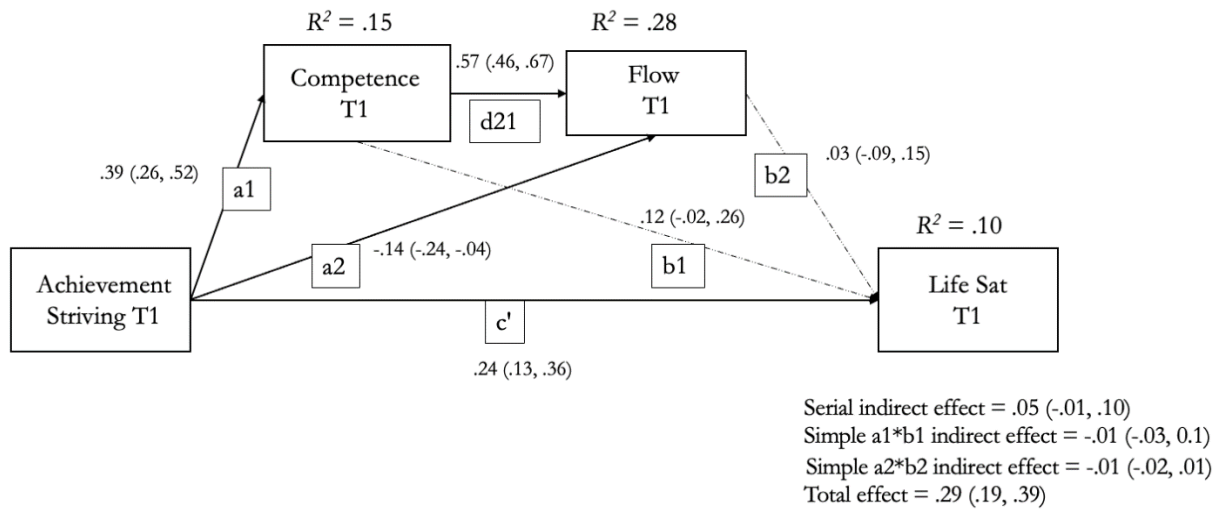 R² = .15
R² = .28
Competence
T1
.57 (.46, .67)
d21
Flow
T1
.39 (.26, .52)
a1
.03 (-.09, .15)
b2
.12 (-.02, .26)
R² = .10
-.14 (-.24, -.04)
a2
b1
Achievement
Striving T1
Life Sat
T1
c'
.24 (.13, .36)
Serial indirect effect = .05 (-.01, .10)
Simple a1*b1 indirect effect = -.01 (-.03, 0.1)
Simple a2*b2 indirect effect = -.01 (-.02, .01)
Total effect = .29 (.19, .39)